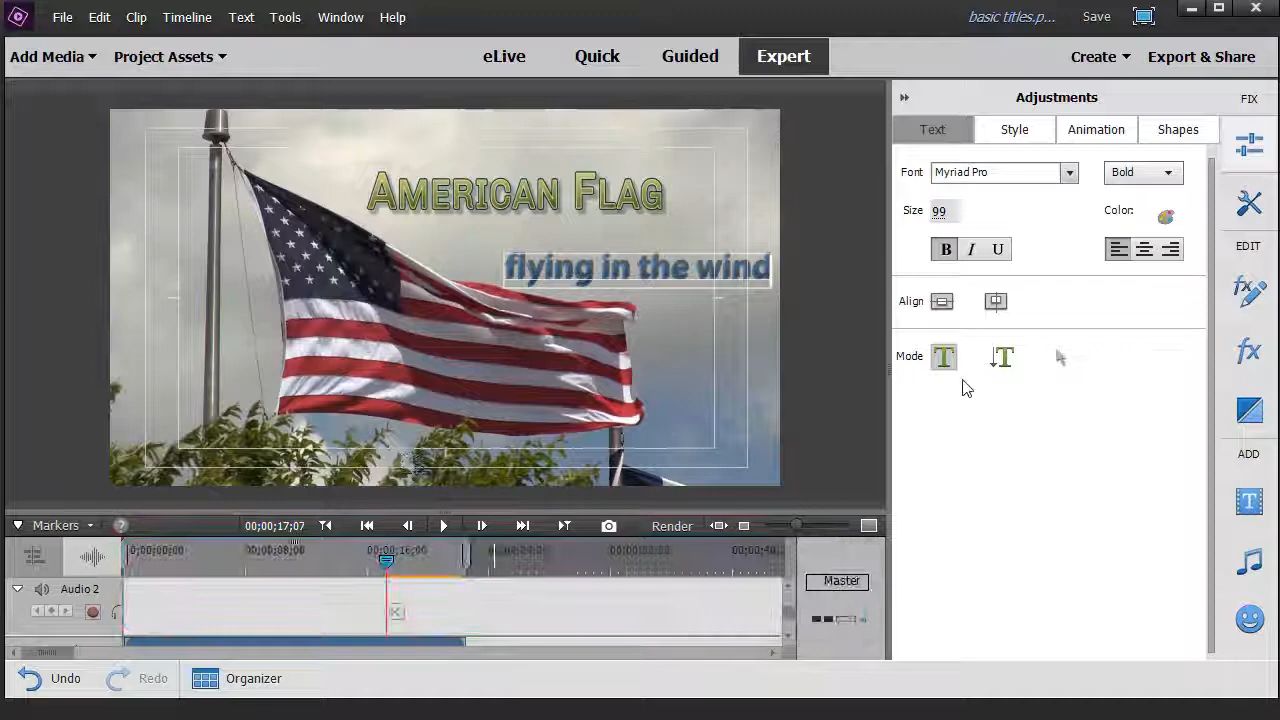 File Edit Clip Timeline Text Tools Window Help basic titles.p... Save
Add Media Project Assets eLive Quick Guided Expert Create Export & Share
Adjustments FIX
Text Style Animation Shapes
Font Myriad Pro Bold
Size 99 Color:
B I U
Align
Mode
EDIT
ADD
AMERICAN FLAG
flying in the wind
Markers 00;00;17;07 Render
0;00;00;00 00;00;08;00 00;00;16;00 00;00;24;00 00;00;32;00 00;00;40
Audio 2
Master
Undo Redo Organizer